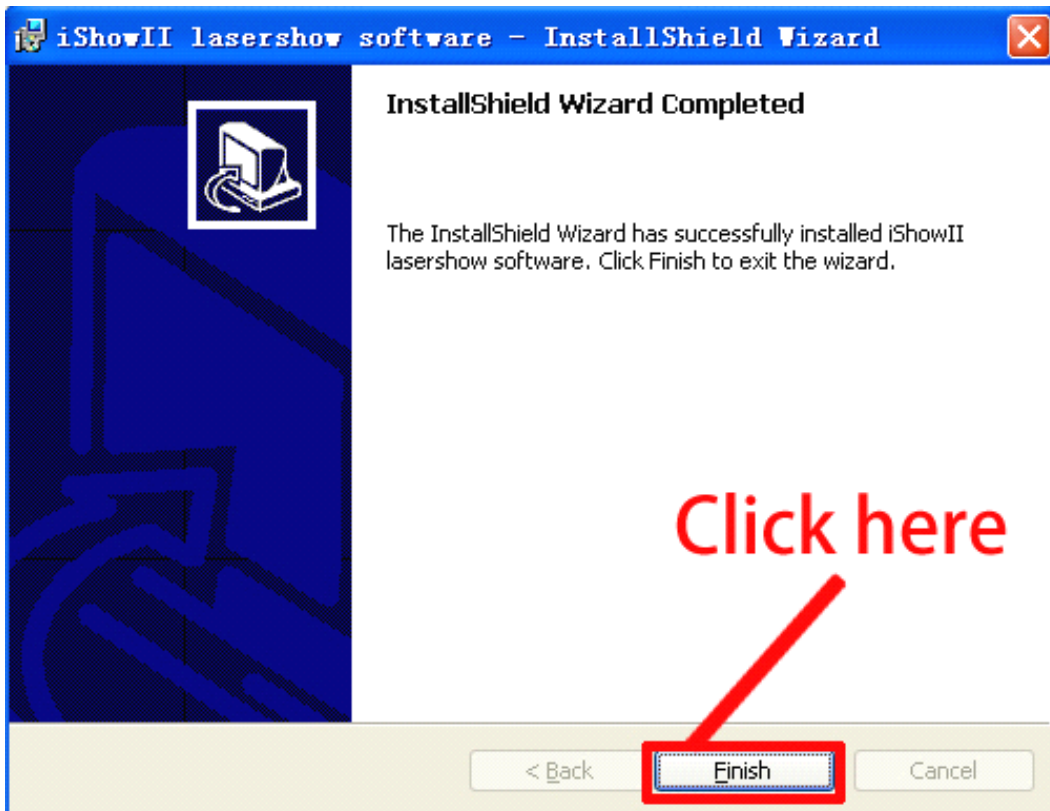 iShowII lasershow software - InstallShield Wizard
InstallShield Wizard Completed
The InstallShield Wizard has successfully installed iShowII
lasershow software. Click Finish to exit the wizard.
Click here
< Back
Finish
Cancel